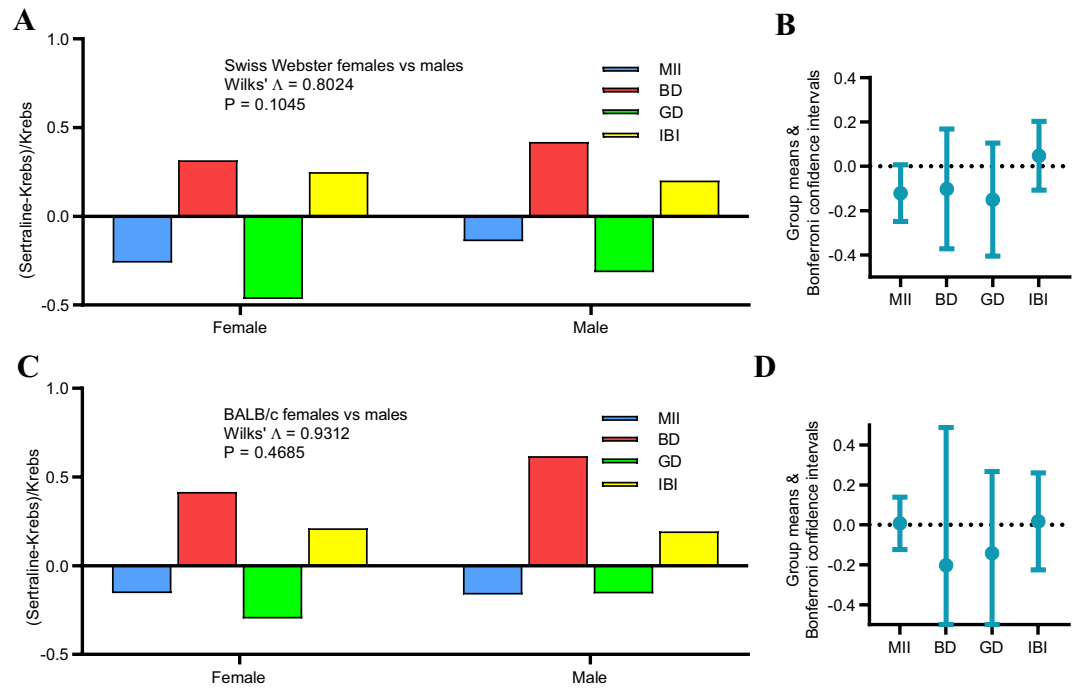 A
(Sertraline-Krebs)/Krebs
1.0
0.5
0.0
-0.5
Swiss Webster females vs males
Wilks' Λ = 0.8024
P = 0.1045
MII
BD
GD
IBI
Female
Male
B
Group means &
Bonferroni confidence intervals
0.4
0.2
0.0
-0.2
-0.4
MII
BD
GD
IBI
C
(Sertraline-Krebs)/Krebs
1.0
0.5
0.0
-0.5
BALB/c females vs males
Wilks' Λ = 0.9312
P = 0.4685
MII
BD
GD
IBI
Female
Male
D
Group means &
Bonferroni confidence intervals
0.4
0.2
0.0
-0.2
-0.4
MII
BD
GD
IBI